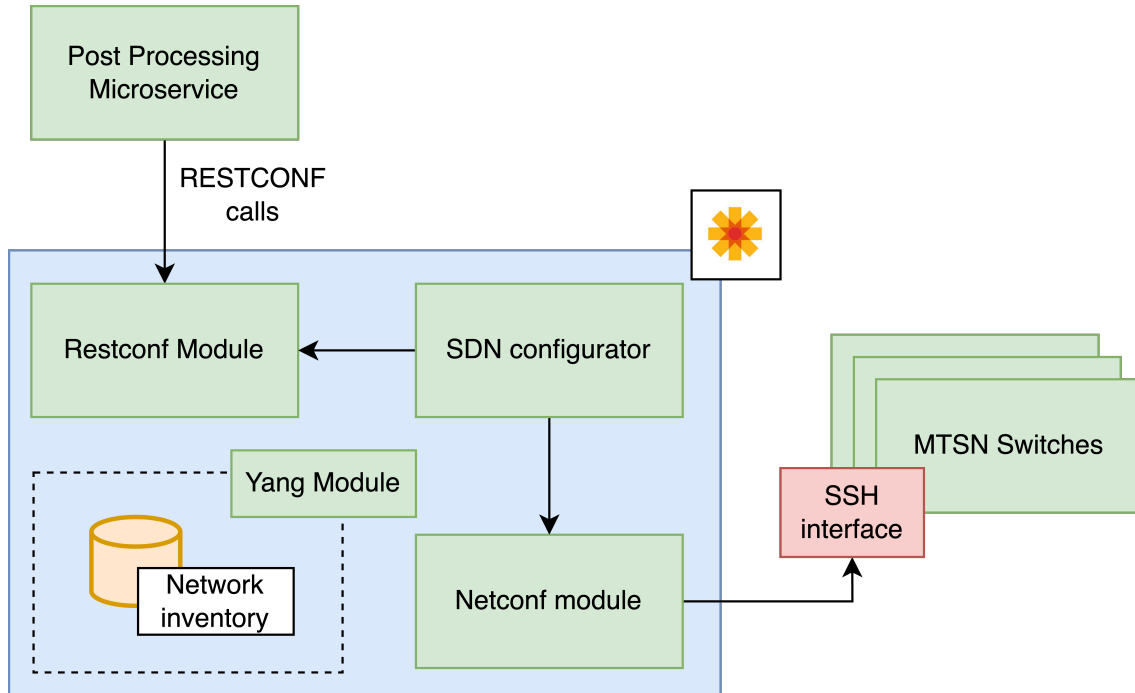 Post Processing
Microservice
RESTCONF
calls
Restconf Module
SDN configurator
MTSN Switches
Yang Module
SSH
interface
Network
inventory
Netconf module